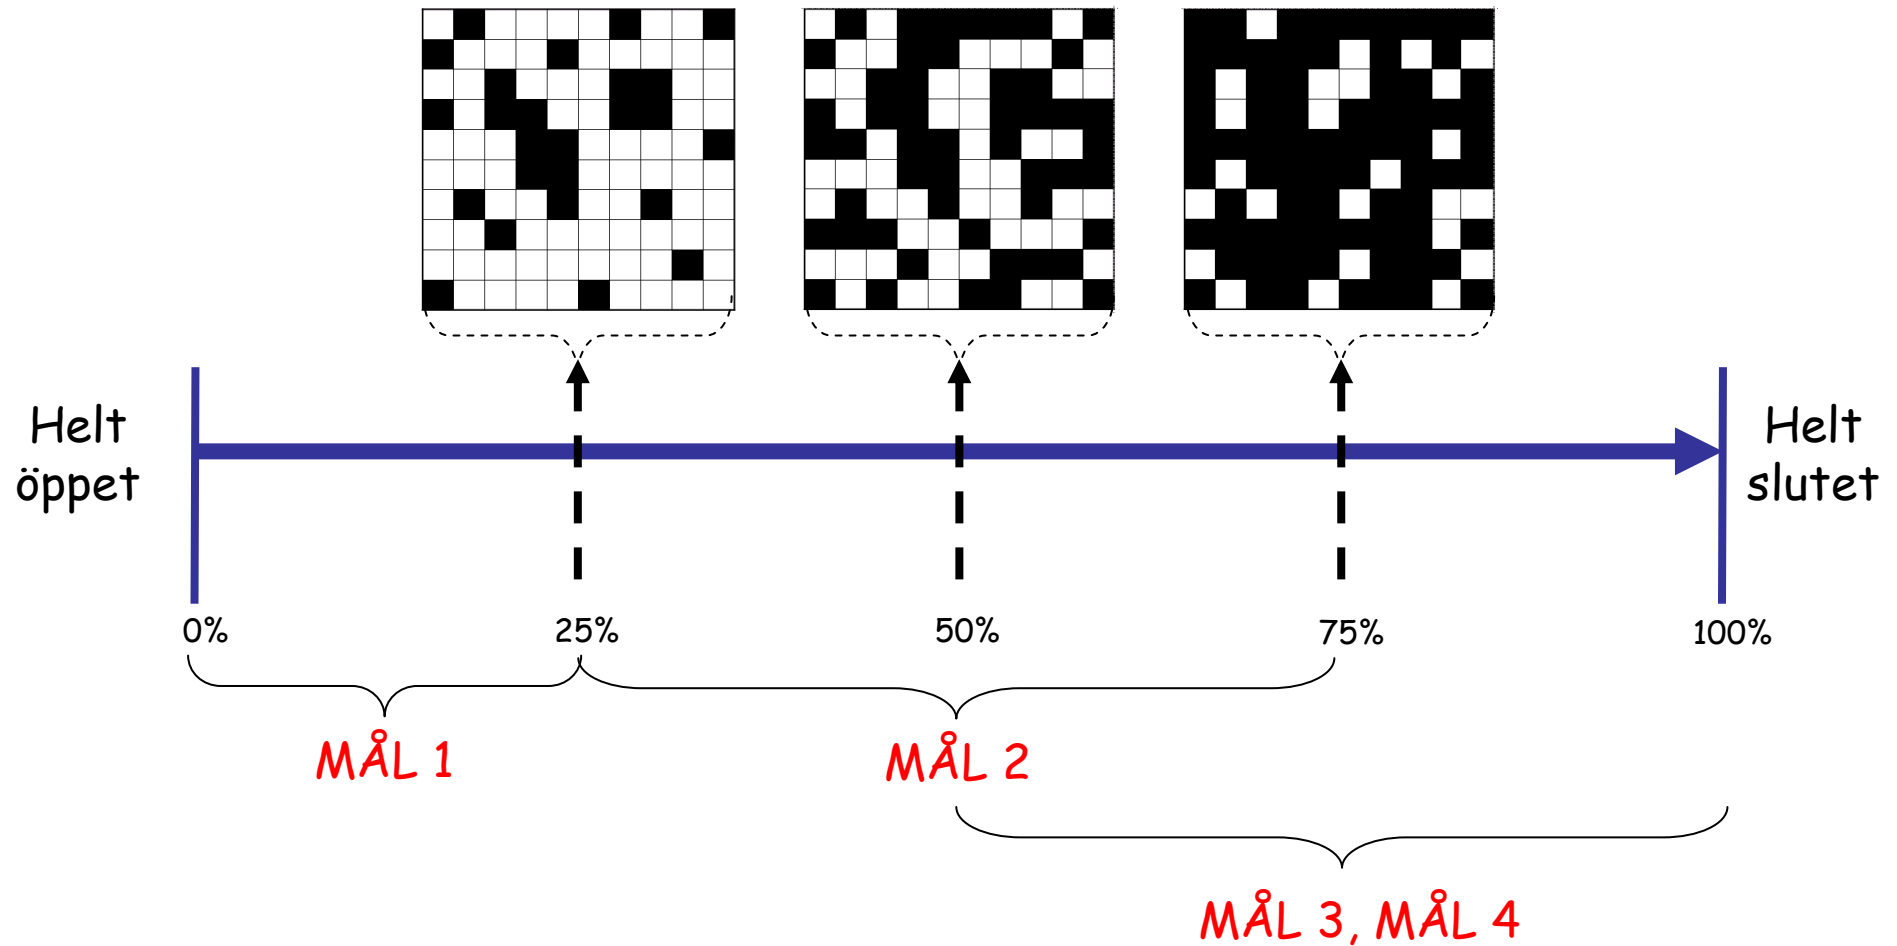 Helt
öppet
Helt
slutet
0%
25%
50%
75%
100%
MÅL 1
MÅL 2
MÅL 3, MÅL 4